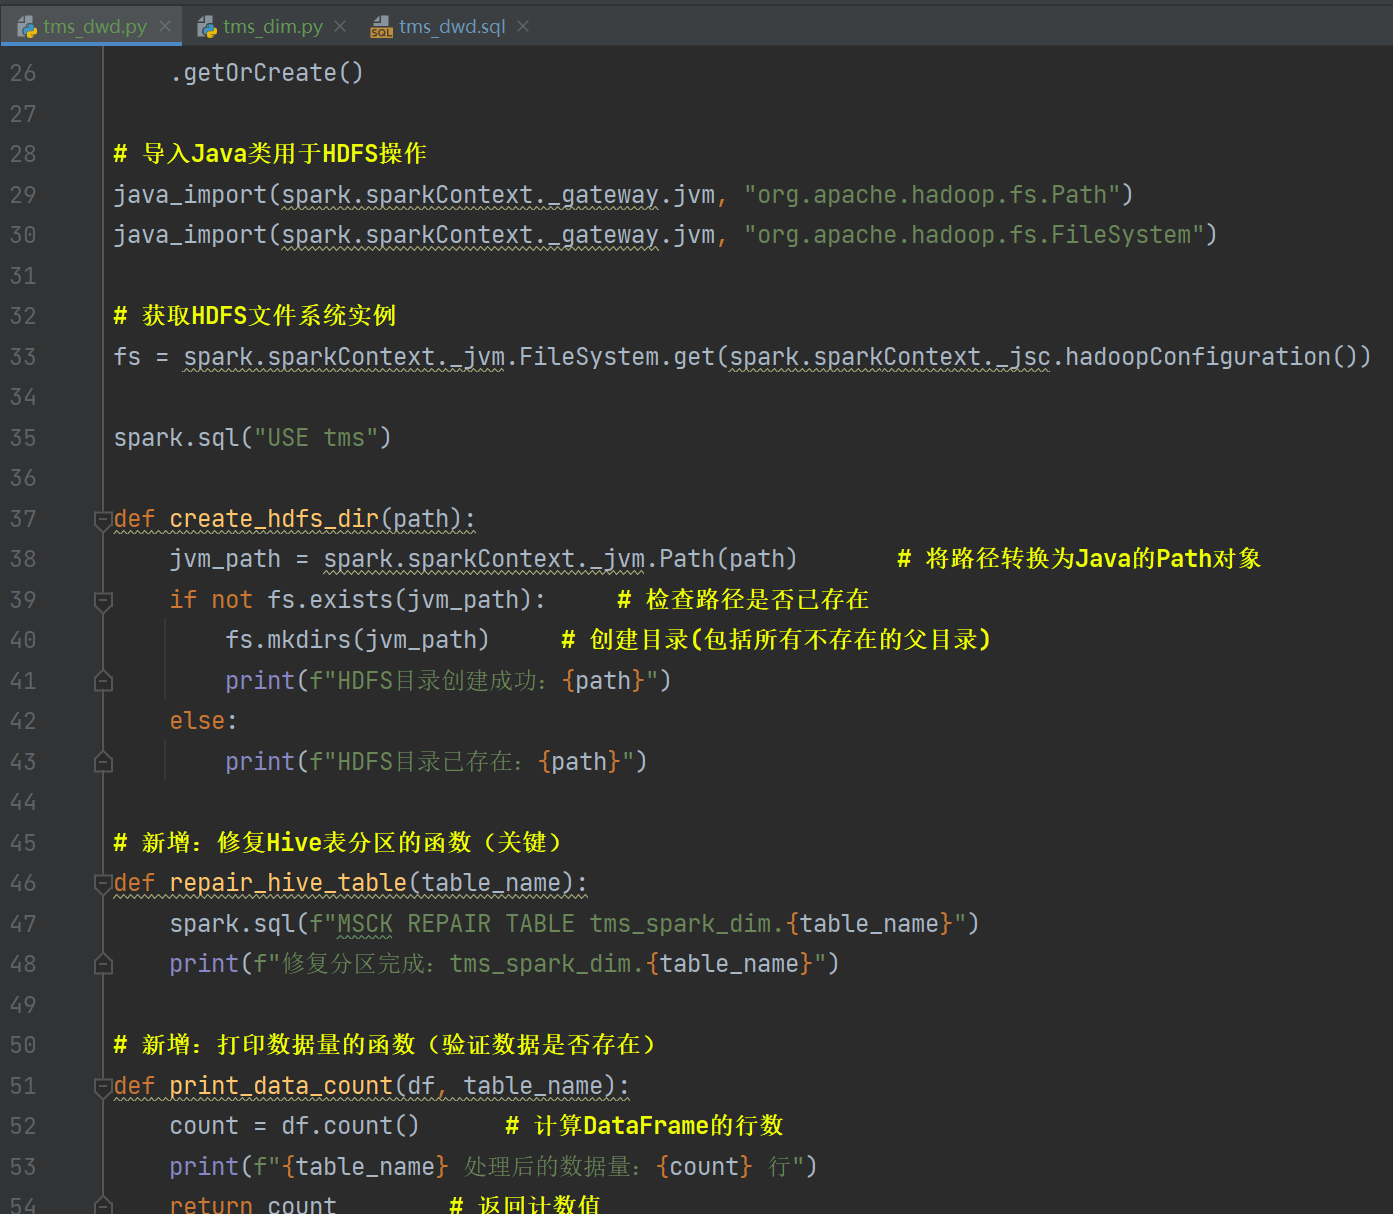 tms_dwd.py tms_dim.py tms_dwd.sql
26 .getOrCreate()
27
28 # 导入Java类用于HDFS操作
29 java_import(spark.sparkContext._gateway.jvm, "org.apache.hadoop.fs.Path")
30 java_import(spark.sparkContext._gateway.jvm, "org.apache.hadoop.fs.FileSystem")
31
32 # 获取HDFS文件系统实例
33 fs = spark.sparkContext._jvm.FileSystem.get(spark.sparkContext._jsc.hadoopConfiguration())
34
35 spark.sql("USE tms")
36
37 def create_hdfs_dir(path):
38 jvm_path = spark.sparkContext._jvm.Path(path) # 将路径转换为Java的Path对象
39 if not fs.exists(jvm_path): # 检查路径是否已存在
40 fs.mkdirs(jvm_path) # 创建目录(包括所有不存在的父目录)
41 print(f"HDFS目录创建成功：{path}")
42 else:
43 print(f"HDFS目录已存在：{path}")
44
45 # 新增：修复Hive表分区的函数（关键）
46 def repair_hive_table(table_name):
47 spark.sql(f"MSCK REPAIR TABLE tms_spark_dim.{table_name}")
48 print(f"修复分区完成：tms_spark_dim.{table_name}")
49
50 # 新增：打印数据量的函数（验证数据是否存在）
51 def print_data_count(df, table_name):
52 count = df.count() # 计算DataFrame的行数
53 print(f"{table_name} 处理后的数据量：{count} 行")
54 return count # 返回计数值